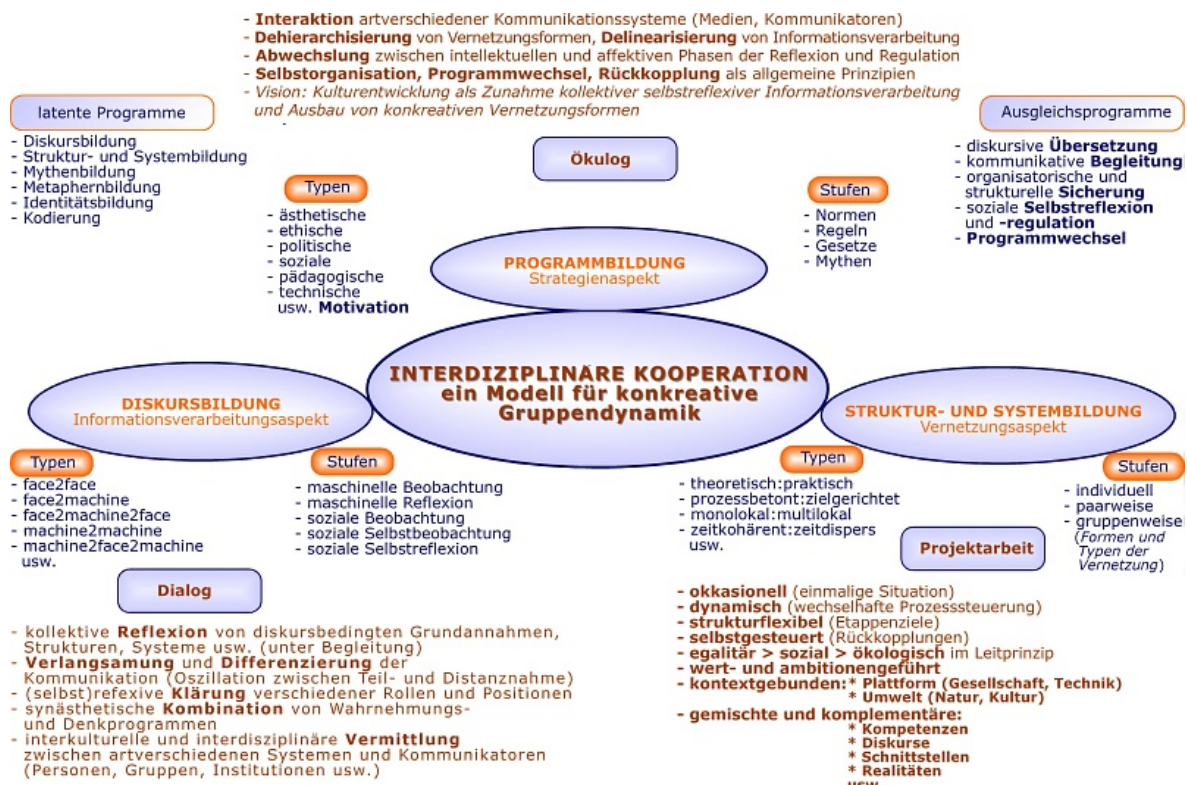 - Interaktion artverschiedener Kommunikationssysteme (Medien, Kommunikatoren)
- Dehierarchisierung von Vernetzungsformen, Delinearisierung von Informationsverarbeitung
- Abwechslung zwischen intellektuellen und affektiven Phasen der Reflexion und Regulation
- Selbstorganisation, Programmwechsel, Rückkopplung als allgemeine Prinzipien
- Vision: Kulturentwicklung als Zunahme kollektiver selbstreflexiver Informationsverarbeitung
und Ausbau von konkreativen Vernetzungsformen
latente Programme
- Diskursbildung
- Struktur- und Systembildung
- Mythenbildung
- Metaphernbildung
- Identitätsbildung
- Kodierung
Ausgleichsprogramme
- diskursive Übersetzung
- kommunikative Begleitung
- organisatorische und
strukturelle Sicherung
- soziale Selbstreflexion
und -regulation
- Programmwechsel
Ökulog
Typen
- ästhetische
- ethische
- politische
- soziale
- pädagogische
- technische
usw. Motivation
Stufen
- Normen
- Regeln
- Gesetze
- Mythen
PROGRAMMBILDUNG
Strategienaspekt
INTERDIZIPLINÄRE KOOPERATION
ein Modell für konkreative
Gruppendynamik
DISKURSBILDUNG
Informationsverarbeitungsaspekt
STRUKTUR- UND SYSTEMBILDUNG
Vernetzungsaspekt
Typen
- face2face
- face2machine
- face2machine2face
- machine2machine
- machine2face2machine
usw.
Stufen
- maschinelle Beobachtung
- maschinelle Reflexion
- soziale Beobachtung
- soziale Selbstbeobachtung
- soziale Selbstreflexion
Typen
- theoretisch:praktisch
- prozessbetont:zielgerichtet
- monolokal:multilokal
- zeitkohärent:zeitdispers
usw.
Stufen
- individuell
- paarweise
- gruppenweise
(Formen und
Typen der
Vernetzung)
Dialog
- kollektive Reflexion von diskursbedingten Grundannahmen,
Strukturen, Systeme usw. (unter Begleitung)
- Verlangsamung und Differenzierung der
Kommunikation (Oszillation zwischen Teil- und Distanznahme)
- (selbst)refexive Klärung verschiedener Rollen und Positionen
- synästhetische Kombination von Wahrnehmungs-
und Denkprogrammen
- interkulturelle und interdisziplinäre Vermittlung
zwischen artverschiedenen Systemen und Kommunikatoren
(Personen, Gruppen, Institutionen usw.)
Projektarbeit
- okkasionell (einmalige Situation)
- dynamisch (wechselhafte Prozesssteuerung)
- strukturflexibel (Etappenziele)
- selbstgesteuert (Rückkopplungen)
- egalitär > sozial > ökologisch im Leitprinzip
- wert- und ambitionengeführt
- kontextgebunden: * Plattform (Gesellschaft, Technik)
* Umwelt (Natur, Kultur)
- gemischte und komplementäre:
* Kompetenzen
* Diskurse
* Schnittstellen
* Realitäten
usw.